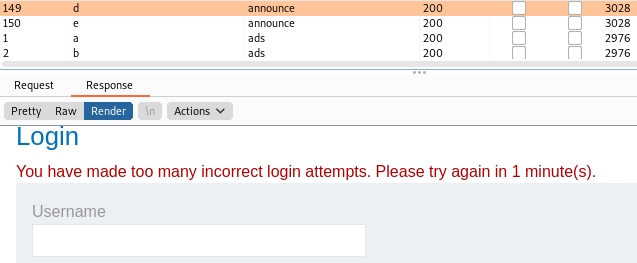 149 d announce 200 3028
150 e announce 200 3028
1 a ads 200 2976
2 b ads 200 2976
Request Response
Pretty Raw Render \n Actions
Login
You have made too many incorrect login attempts. Please try again in 1 minute(s).
Username